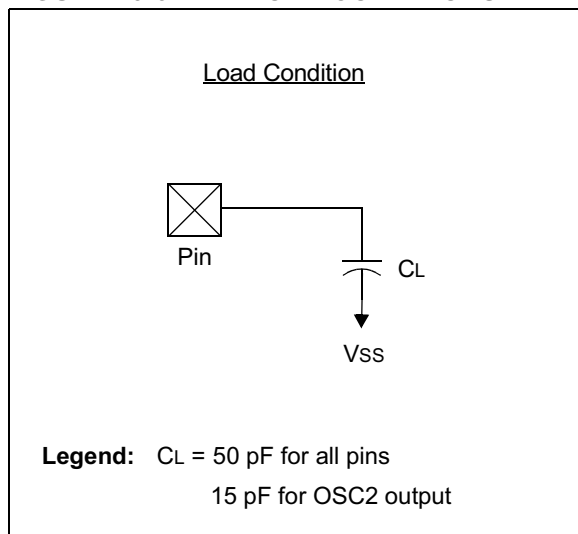 Load Condition
Pin
CL
VSS
Legend: CL = 50 pF for all pins
15 pF for OSC2 output